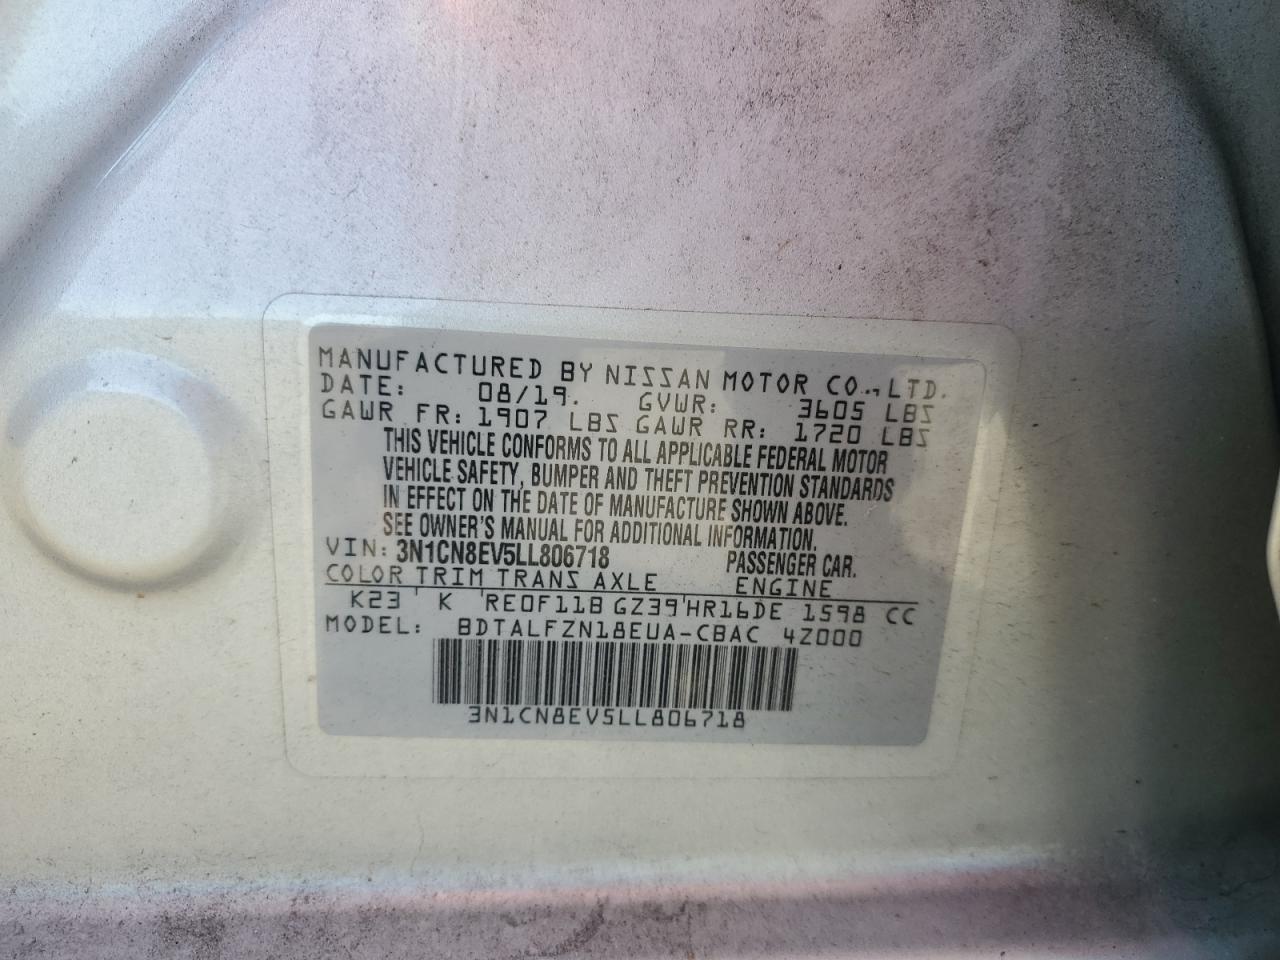 MANUFACTURED BY NISSAN MOTOR CO., LTD.
DATE: 08/19. GVWR: 3605 LBS
GAWR FR: 1907 LBS GAWR RR: 1720 LBS
THIS VEHICLE CONFORMS TO ALL APPLICABLE FEDERAL MOTOR
VEHICLE SAFETY, BUMPER AND THEFT PREVENTION STANDARDS
IN EFFECT ON THE DATE OF MANUFACTURE SHOWN ABOVE.
SEE OWNER'S MANUAL FOR ADDITIONAL INFORMATION.
VIN: 3N1CN8EV5LL806718 PASSENGER CAR.
COLOR TRIM TRANS AXLE ENGINE
K23 K RE0F11B GZ39 HR16DE 1598 CC
MODEL: BDTALFZN18EUA-CBAC 4Z000
3N1CN8EV5LL806718